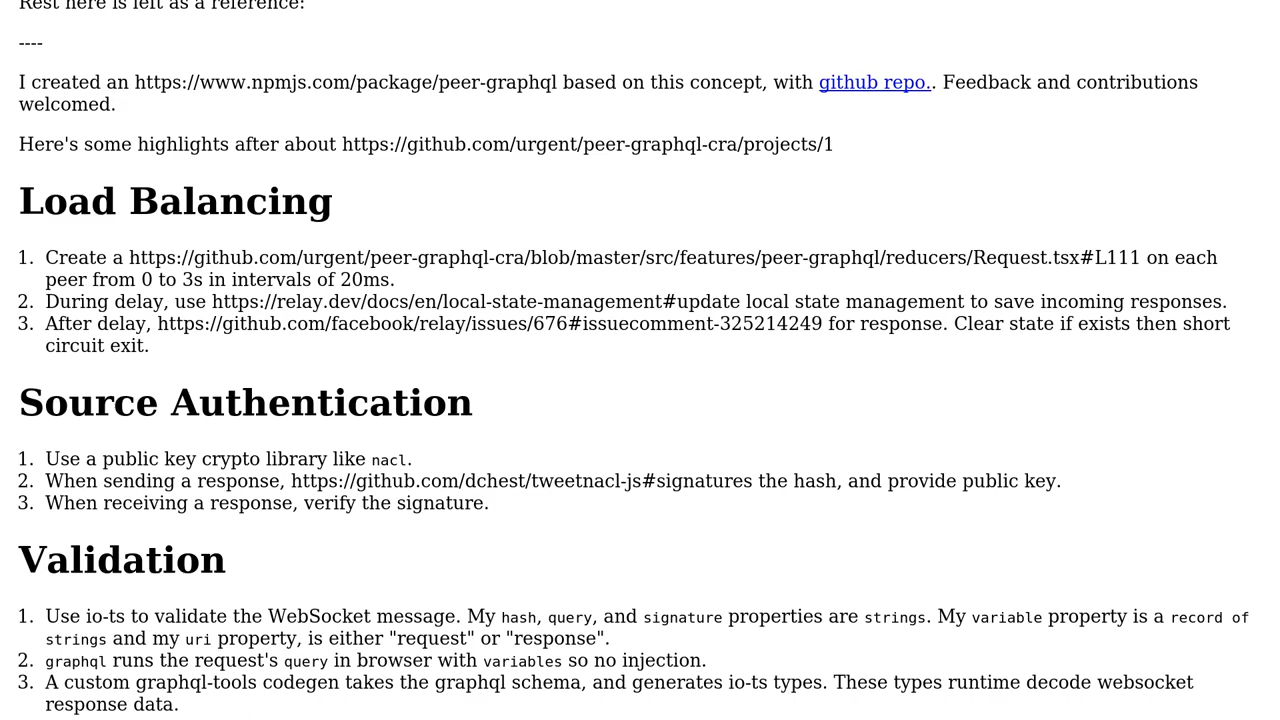 Rest here is left as a reference:
----
I created an https://www.npmjs.com/package/peer-graphql based on this concept, with github repo.. Feedback and contributions
welcomed.
Here's some highlights after about https://github.com/urgent/peer-graphql-cra/projects/1
Load Balancing
1. Create a https://github.com/urgent/peer-graphql-cra/blob/master/src/features/peer-graphql/reducers/Request.tsx#L111 on each
peer from 0 to 3s in intervals of 20ms.
2. During delay, use https://relay.dev/docs/en/local-state-management#update local state management to save incoming responses.
3. After delay, https://github.com/facebook/relay/issues/676#issuecomment-325214249 for response. Clear state if exists then short
circuit exit.
Source Authentication
1. Use a public key crypto library like nacl.
2. When sending a response, https://github.com/dchest/tweetnacl-js#signatures the hash, and provide public key.
3. When receiving a response, verify the signature.
Validation
1. Use io-ts to validate the WebSocket message. My hash, query, and signature properties are strings. My variable property is a record of
strings and my uri property, is either "request" or "response".
2. graphql runs the request's query in browser with variables so no injection.
3. A custom graphql-tools codegen takes the graphql schema, and generates io-ts types. These types runtime decode websocket
response data.